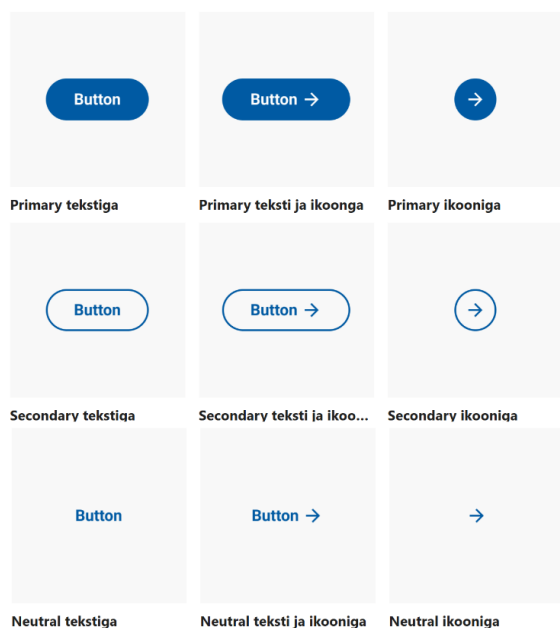 Button
Button →
→
Primary tekstiga
Primary teksti ja ikoonga
Primary ikooniga
Button
Button →
→
Secondary tekstiga
Secondary teksti ja ikoo...
Secondary ikooniga
Button
Button →
→
Neutral tekstiga
Neutral teksti ja ikooniga
Neutral ikooniga